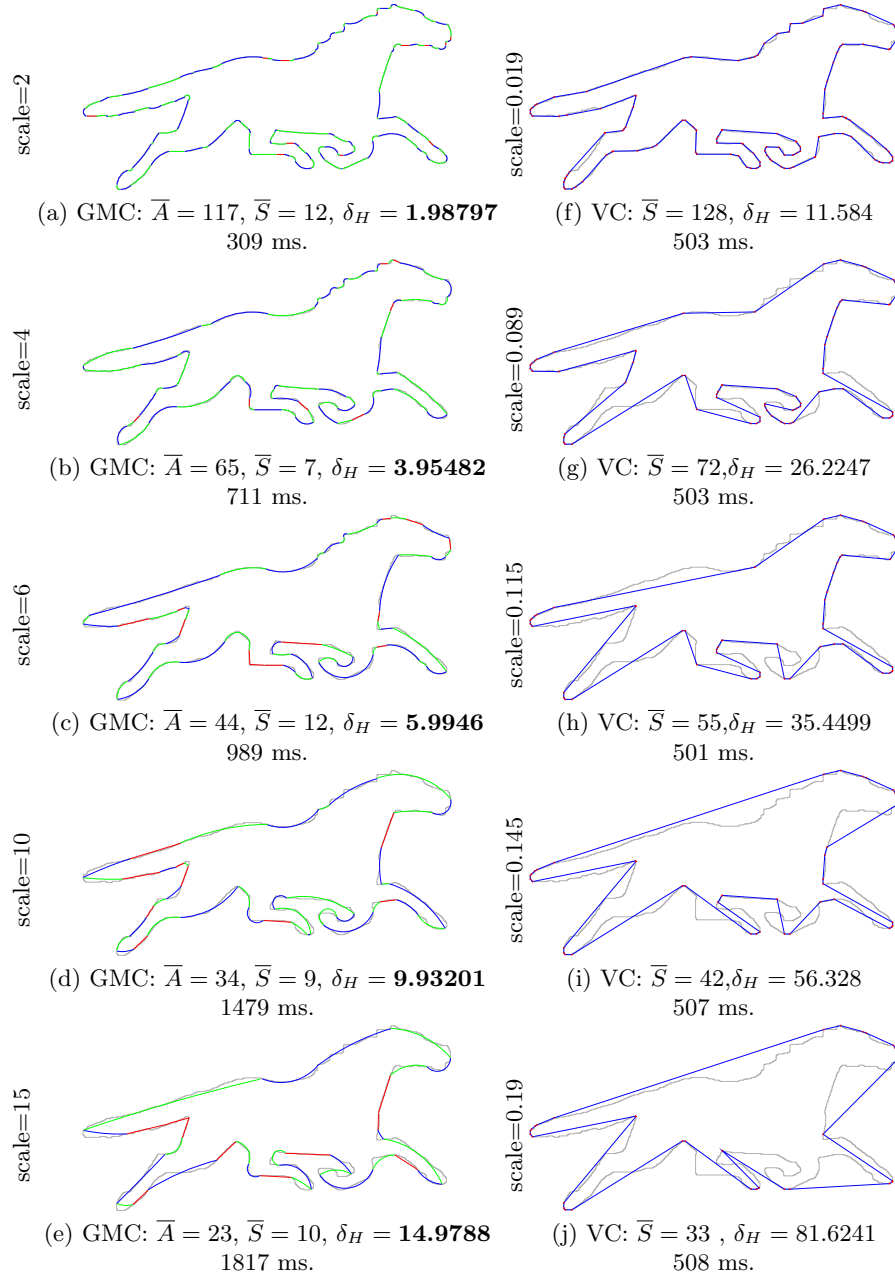 scale=2
(a) GMC: A̅ = 117, S̅ = 12, δ_H = 1.98797
309 ms.
scale=0.019
(f) VC: S̅ = 128, δ_H = 11.584
503 ms.
scale=4
(b) GMC: A̅ = 65, S̅ = 7, δ_H = 3.95482
711 ms.
scale=0.089
(g) VC: S̅ = 72,δ_H = 26.2247
503 ms.
scale=6
(c) GMC: A̅ = 44, S̅ = 12, δ_H = 5.9946
989 ms.
scale=0.115
(h) VC: S̅ = 55,δ_H = 35.4499
501 ms.
scale=10
(d) GMC: A̅ = 34, S̅ = 9, δ_H = 9.93201
1479 ms.
scale=0.145
(i) VC: S̅ = 42,δ_H = 56.328
507 ms.
scale=15
(e) GMC: A̅ = 23, S̅ = 10, δ_H = 14.9788
1817 ms.
scale=0.19
(j) VC: S̅ = 33 , δ_H = 81.6241
508 ms.